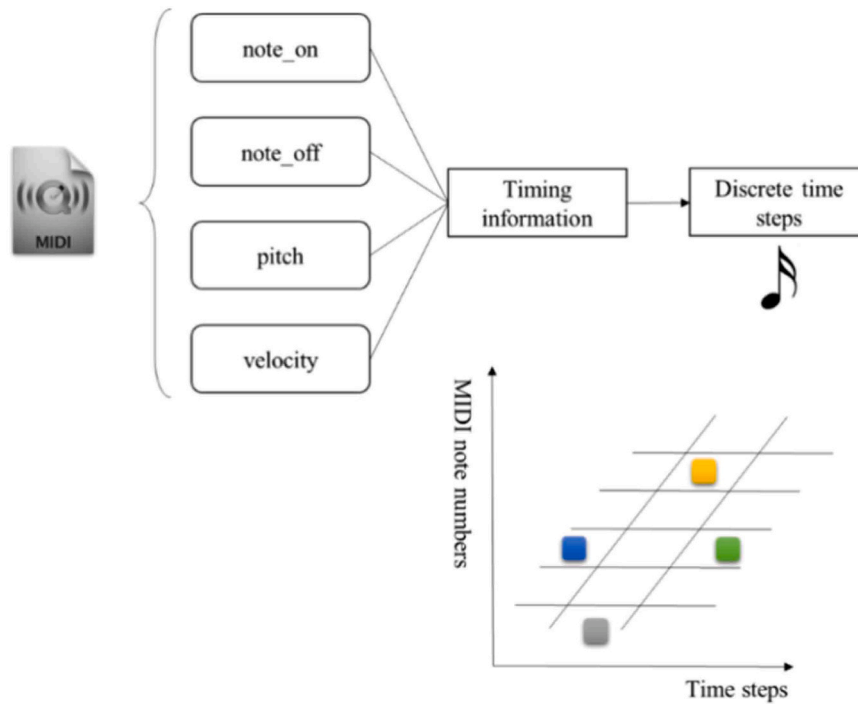 MIDI
note_on
note_off
pitch
velocity
Timing
information
Discrete time
steps
MIDI note
numbers
Time steps